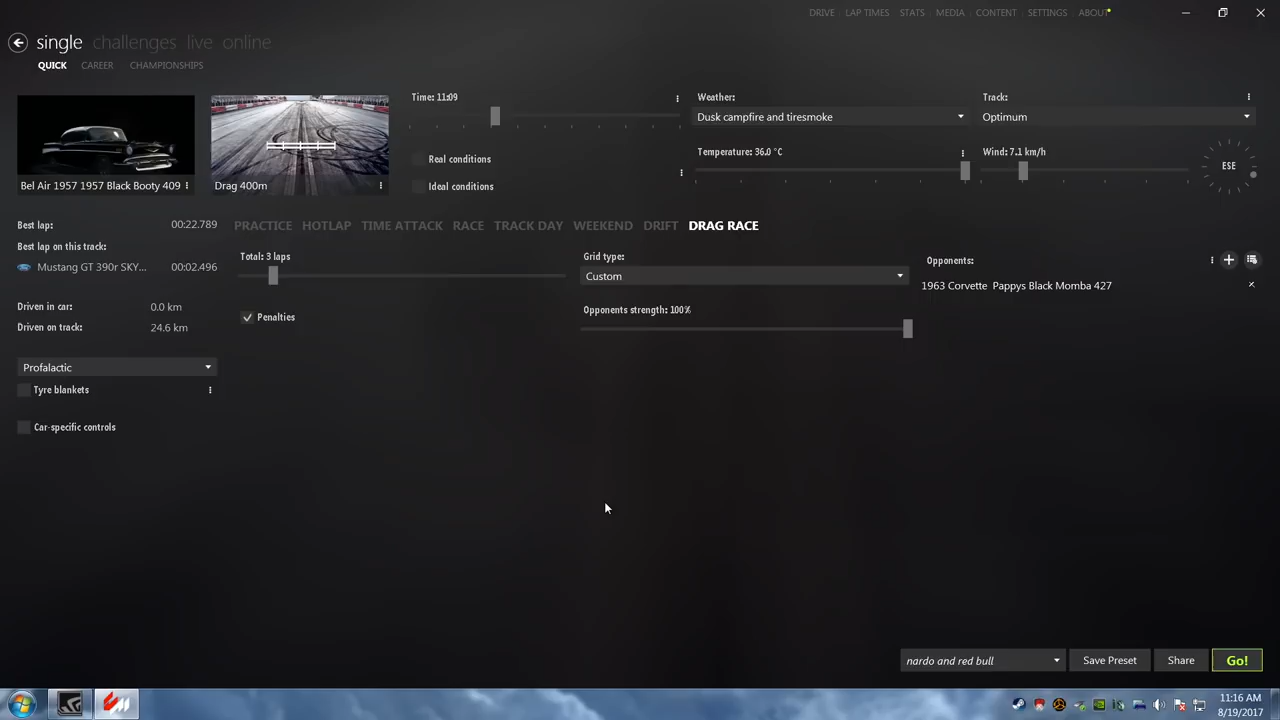 DRIVE LAP TIMES STATS MEDIA CONTENT SETTINGS ABOUT
single challenges live online
QUICK CAREER CHAMPIONSHIPS
Time: 11:09
Weather:
Track:
Dusk campfire and tiresmoke
Optimum
Real conditions
Temperature: 36.0 °C
Wind: 7.1 km/h
ESE
Ideal conditions
Bel Air 1957 1957 Black Booty 409
Drag 400m
Best lap: 00:22.789
PRACTICE HOTLAP TIME ATTACK RACE TRACK DAY WEEKEND DRIFT DRAG RACE
Best lap on this track:
Mustang GT 390r SKY... 00:02.496
Total: 3 laps
Grid type:
Opponents:
Custom
1963 Corvette Pappys Black Momba 427
Driven in car: 0.0 km
Penalties
Opponents strength: 100%
Driven on track: 24.6 km
Profalactic
Tyre blankets
Car-specific controls
nardo and red bull
Save Preset
Share
Go!
11:16 AM
8/19/2017